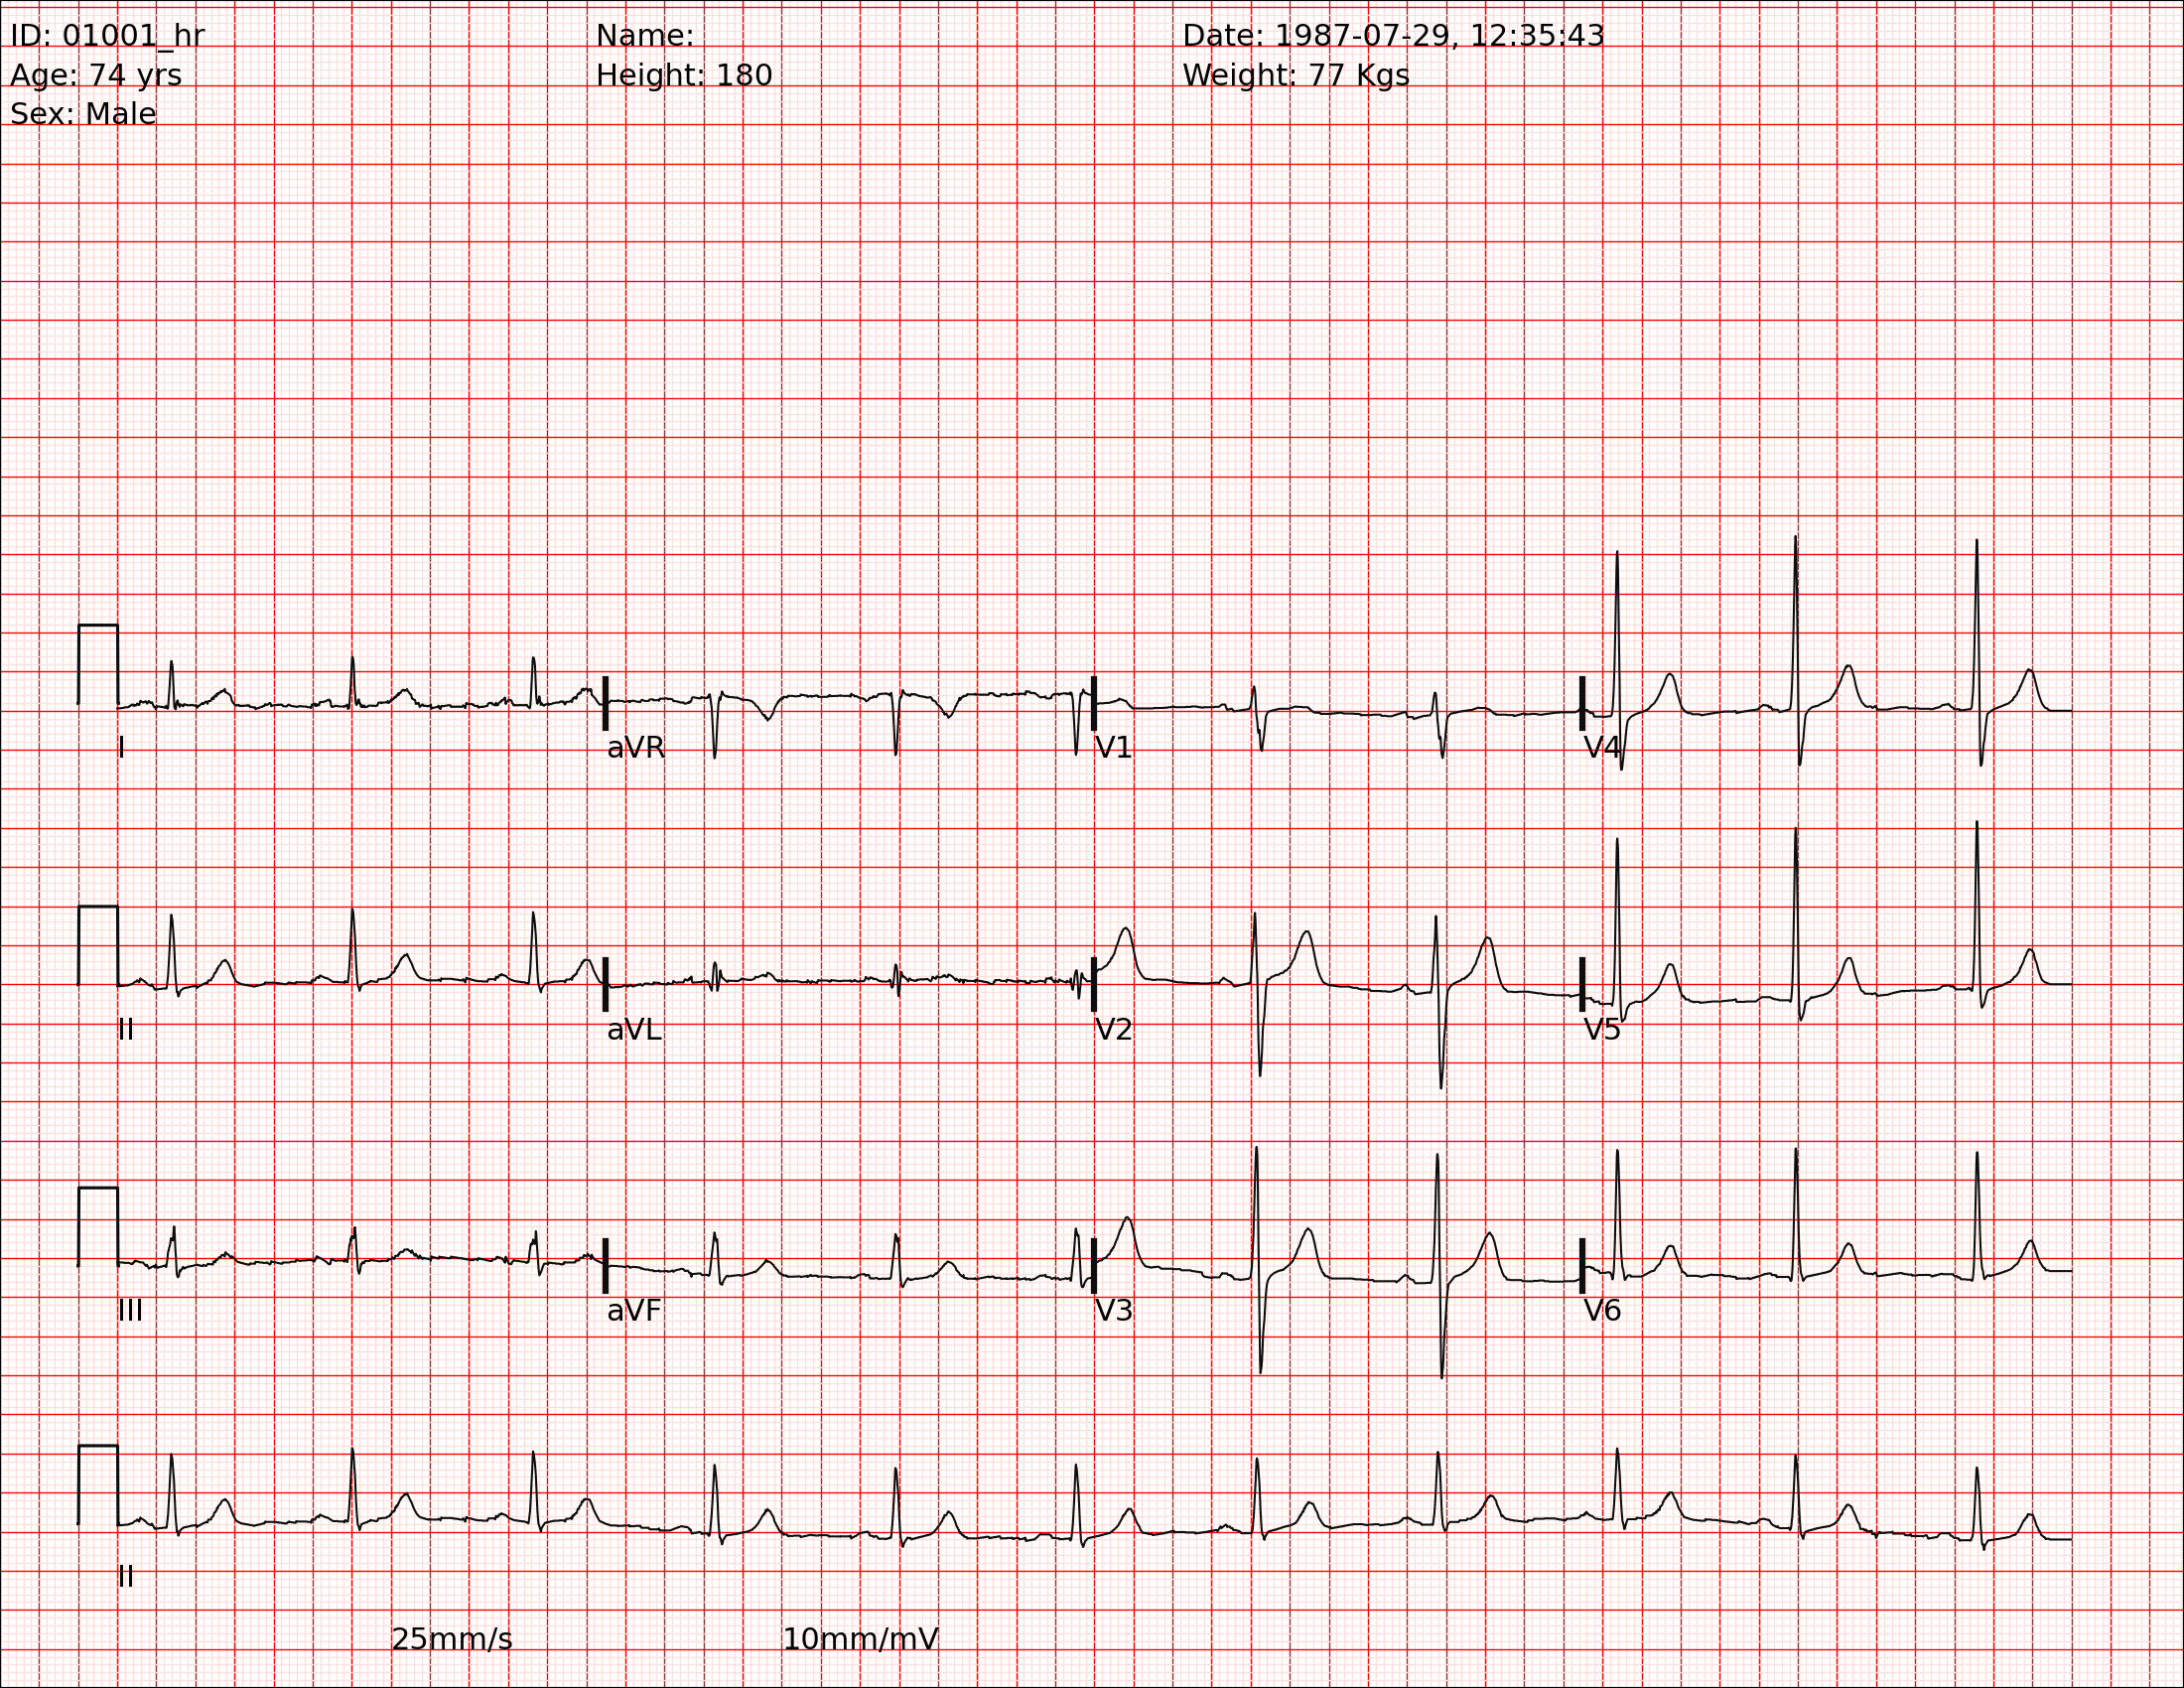 ID: 01001_hr Name: Date: 1987-07-29, 12:35:43
Age: 74 yrs Height: 180 Weight: 77 Kgs
Sex: Male
I aVR V1 V4
II aVL V2 V5
III aVF V3 V6
II
25mm/s 10mm/mV